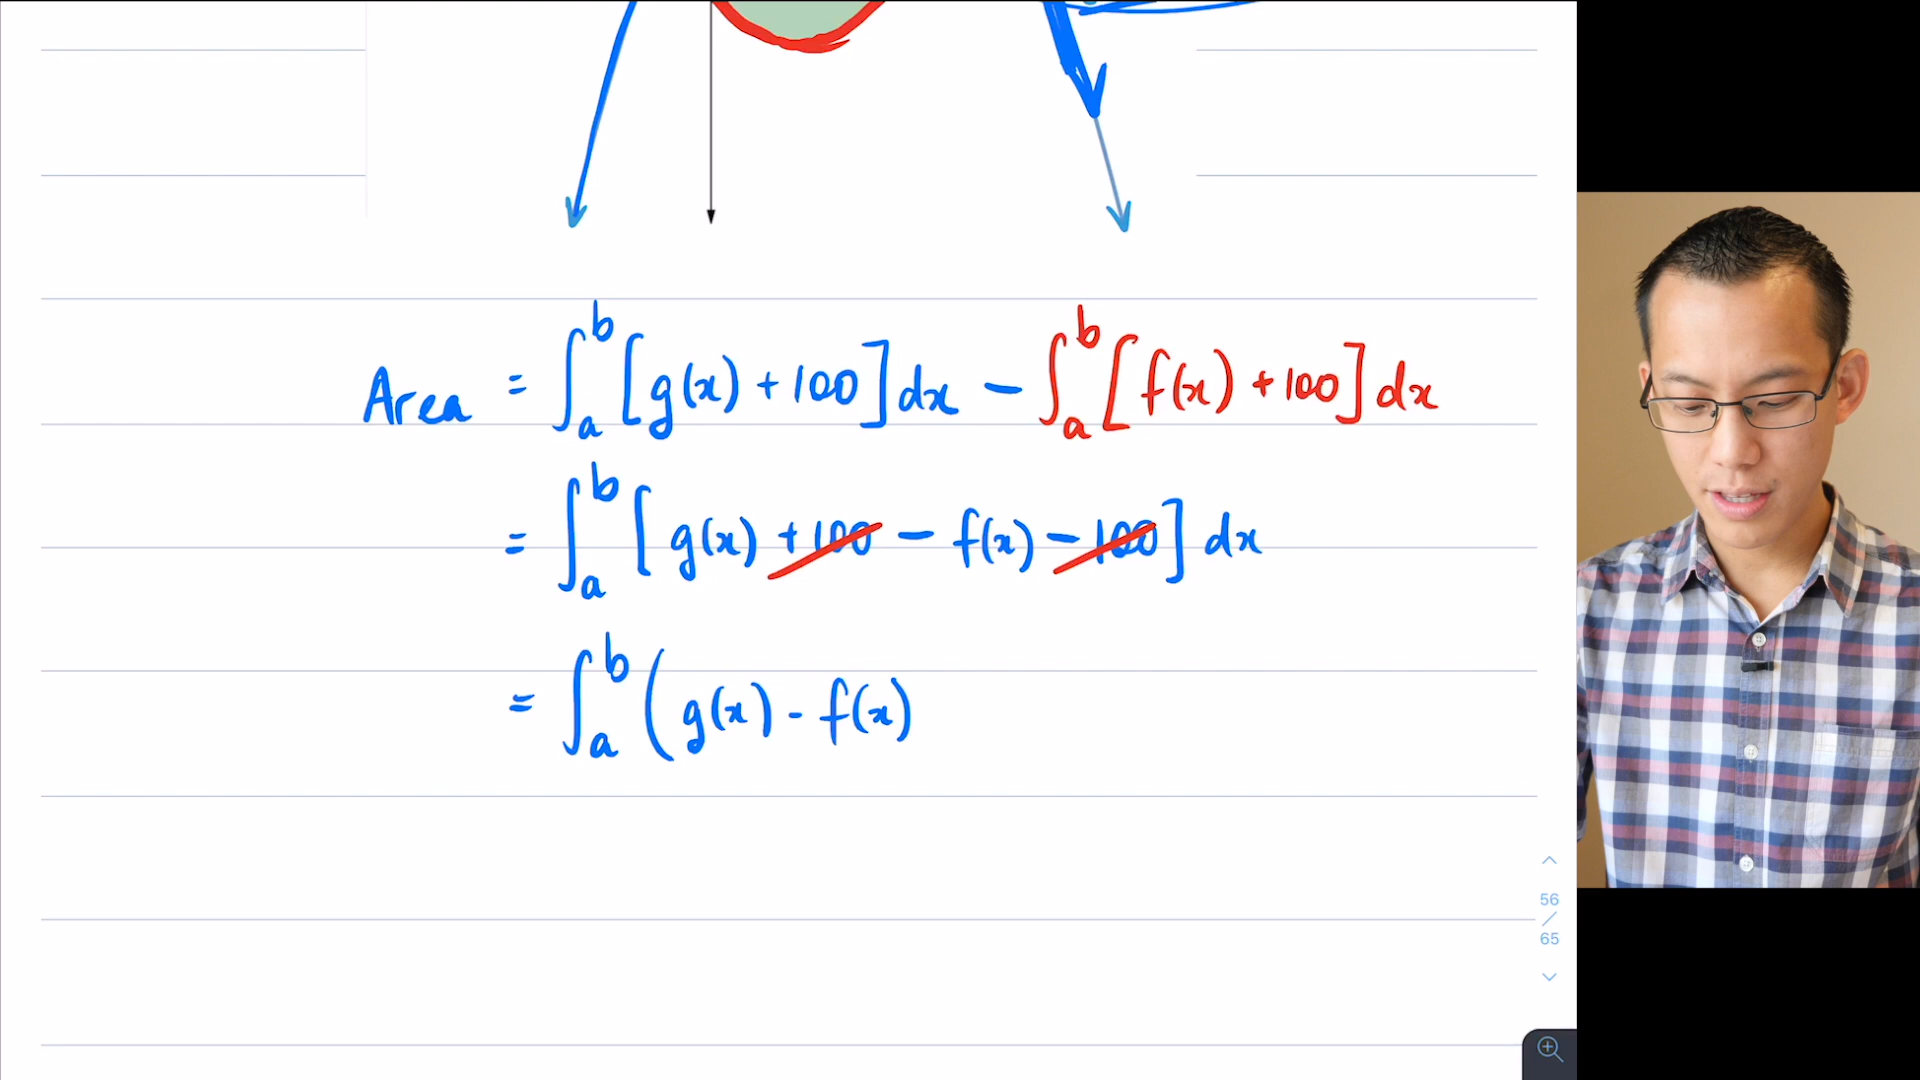 Area = ∫_a^b [g(x) + 100] dx − ∫_a^b [f(x) + 100] dx
= ∫_a^b [g(x) + 100 − f(x) − 100] dx
= ∫_a^b (g(x) - f(x)
56
/
65